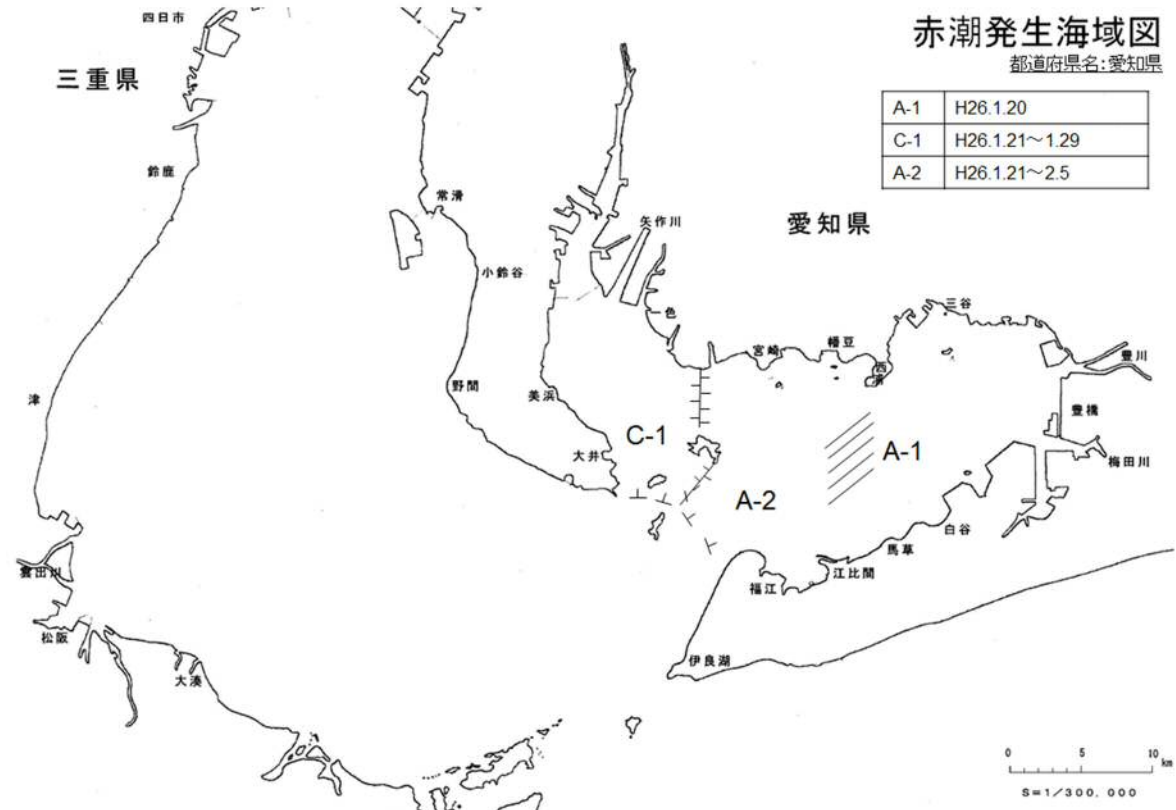 赤潮発生海域図
都道府県名：愛知県
A-1 H26.1.20
C-1 H26.1.21～1.29
A-2 H26.1.21～2.5
四日市
三重県
鈴鹿
常滑
矢作川
愛知県
小鈴谷
一色
三谷
宮崎
幡豆
西浦
豊川
津
野間
美浜
豊橋
C-1
大井
A-1
梅田川
A-2
白谷
馬草
江比間
福江
雲出川
松阪
伊良湖
大湊
0 5 10 km
S=1/300,000